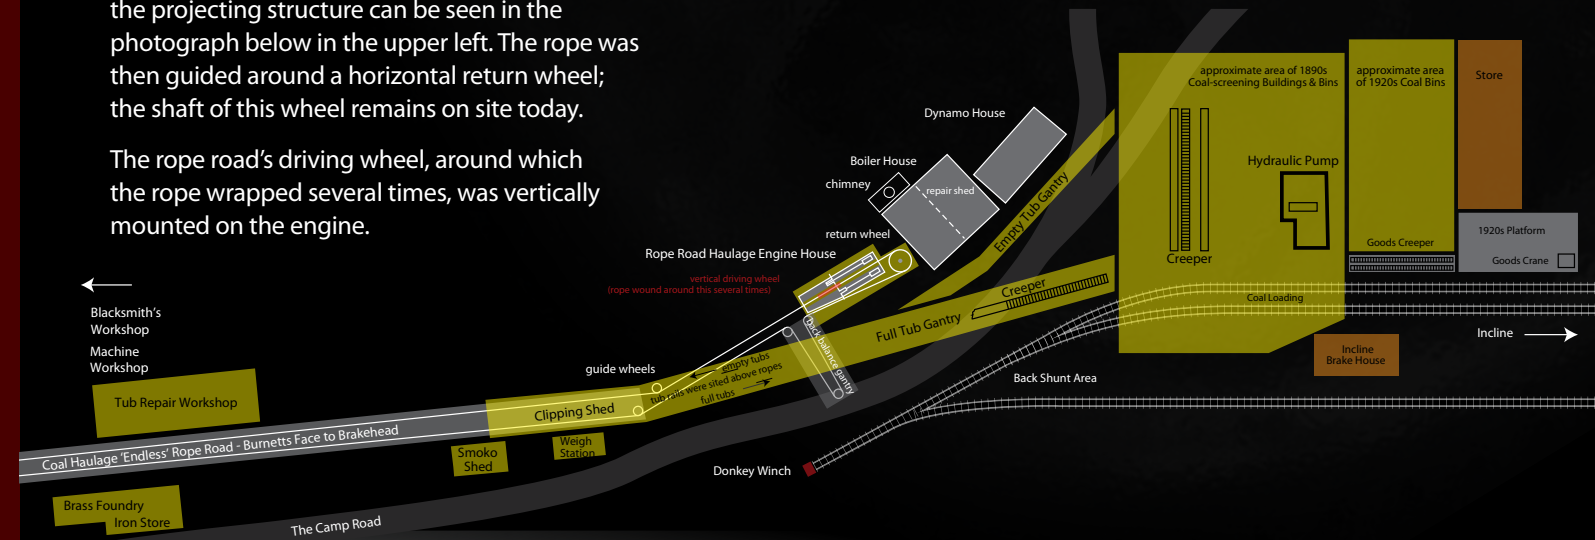 the projecting structure can be seen in the
photograph below in the upper left. The rope was
then guided around a horizontal return wheel;
the shaft of this wheel remains on site today.
The rope road's driving wheel, around which
the rope wrapped several times, was vertically
mounted on the engine.
Blacksmith's
Workshop
Machine
Workshop
Tub Repair Workshop
Coal Haulage 'Endless' Rope Road - Burnetts Face to Brakehead
Brass Foundry
Iron Store
The Camp Road
Smoko
Shed
Weigh
Station
Clipping Shed
guide wheels
empty tubs
tub rails were sited above ropes
full tubs
back balance gantry
Rope Road Haulage Engine House
vertical driving wheel
(rope wound around this several times)
return wheel
chimney
Boiler House
repair shed
Dynamo House
Empty Tub Gantry
Full Tub Gantry
Creeper
Donkey Winch
Back Shunt Area
approximate area of 1890s
Coal-screening Buildings & Bins
Creeper
Hydraulic Pump
approximate area
of 1920s Coal Bins
Goods Creeper
Store
1920s Platform
Goods Crane
Coal Loading
Incline
Incline
Brake House